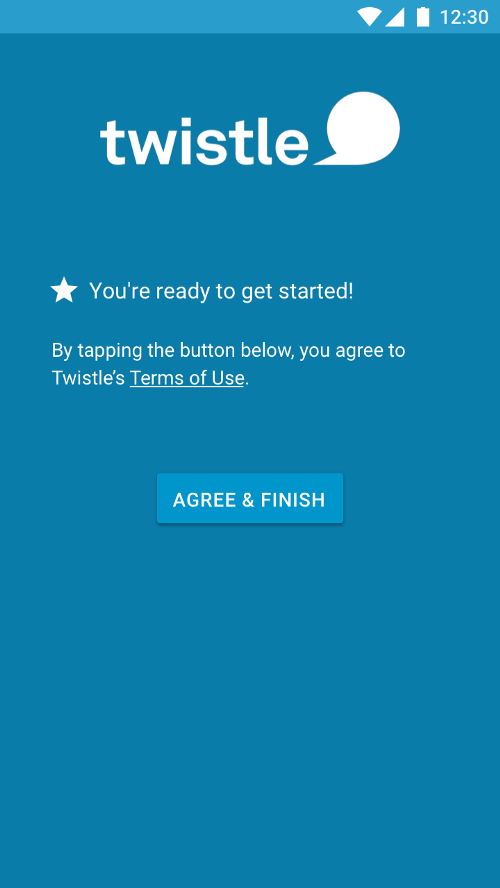 12:30
twistle
You're ready to get started!
By tapping the button below, you agree to
Twistle’s Terms of Use.
AGREE & FINISH